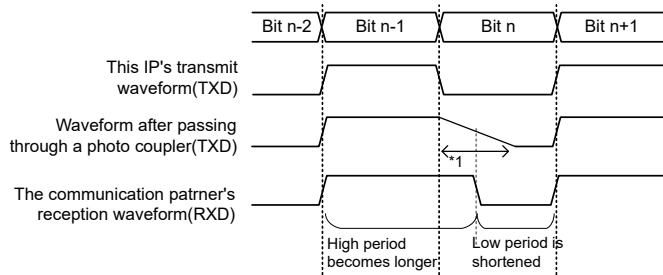 Bit n-2 Bit n-1 Bit n Bit n+1
This IP's transmit
waveform(TXD)
Waveform after passing
through a photo coupler(TXD)
*1
The communication patrner's
reception waveform(RXD)
High period
becomes longer
Low period is
shortened